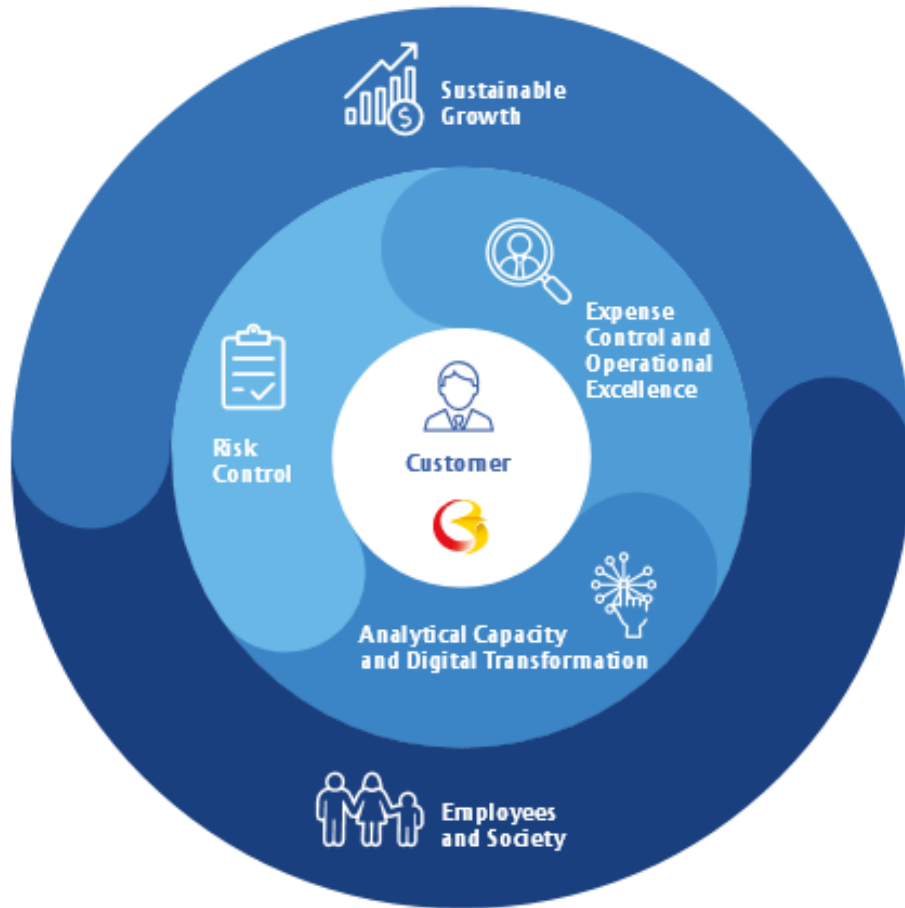 Sustainable
Growth
Expense
Control and
Operational
Excellence
Risk
Control
Customer
Analytical Capacity
and Digital Transformation
Employees
and Society